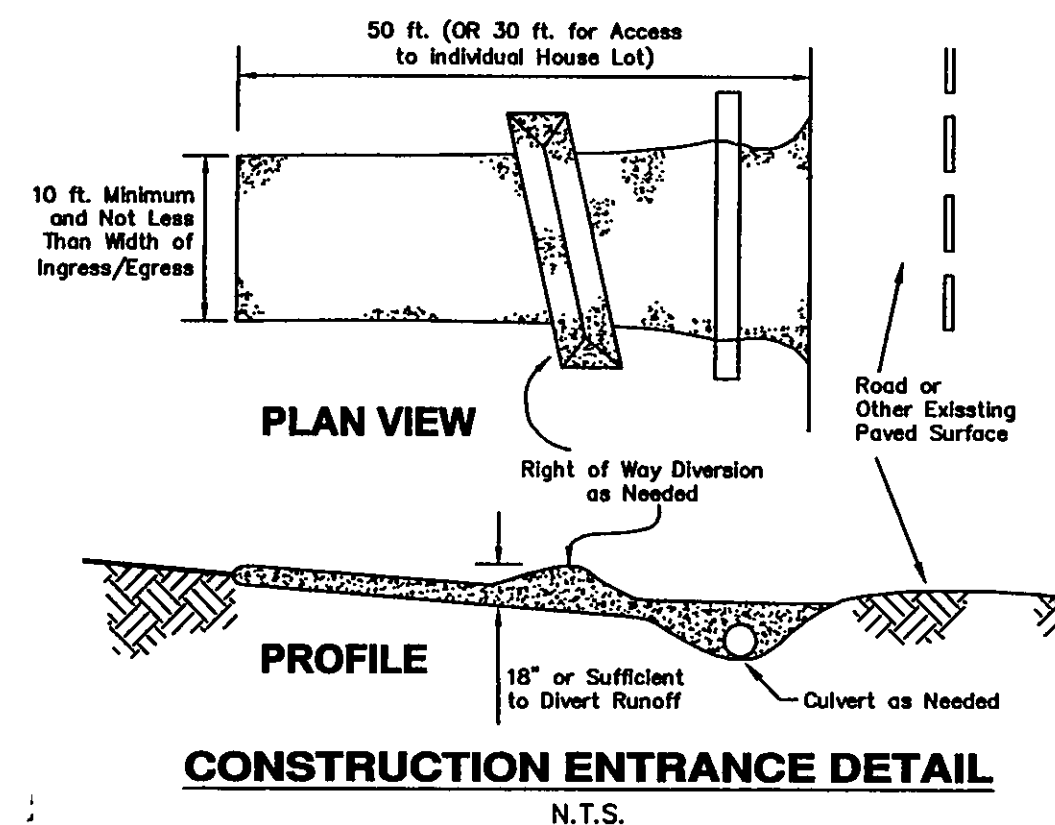 50 ft. (OR 30 ft. for Access
to individual House Lot)
10 ft. Minimum
and Not Less
Than Width of
Ingress/Egress
Road or
Other Exissting
Paved Surface
PLAN VIEW
Right of Way Diversion
as Needed
PROFILE
18" or Sufficient
to Divert Runoff
Culvert as Needed
CONSTRUCTION ENTRANCE DETAIL
N.T.S.